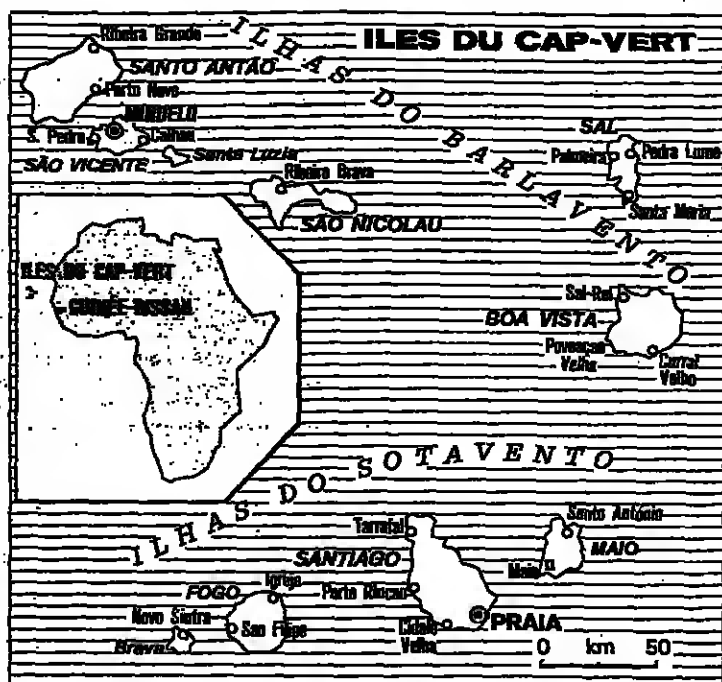 ILES DU CAP-VERT
ILHAS DO BARLAVENTO
Ribeira Grande
SANTO ANTÃO
Porto Novo
MINDELO
S. Pedro
Calhau
SÃO VICENTE
Santa Luzia
Ribeira Brava
SÃO NICOLAU
SAL
Palmeira
Pedra Lume
Santa Maria
Sal-Rei
BOA VISTA
Povoaçao
Velha
Curral
Velho
ILES DU CAP-VERT
GUINÉE BISSAU
ILHAS DO SOTAVENTO
Tarrafal
SANTIAGO
Porto
Cidade
Velha
PRAIA
Santo António
MAIO
Maio
FOGO
Igreja
Sao Filipe
Novo Sintra
Brava
0 km 50